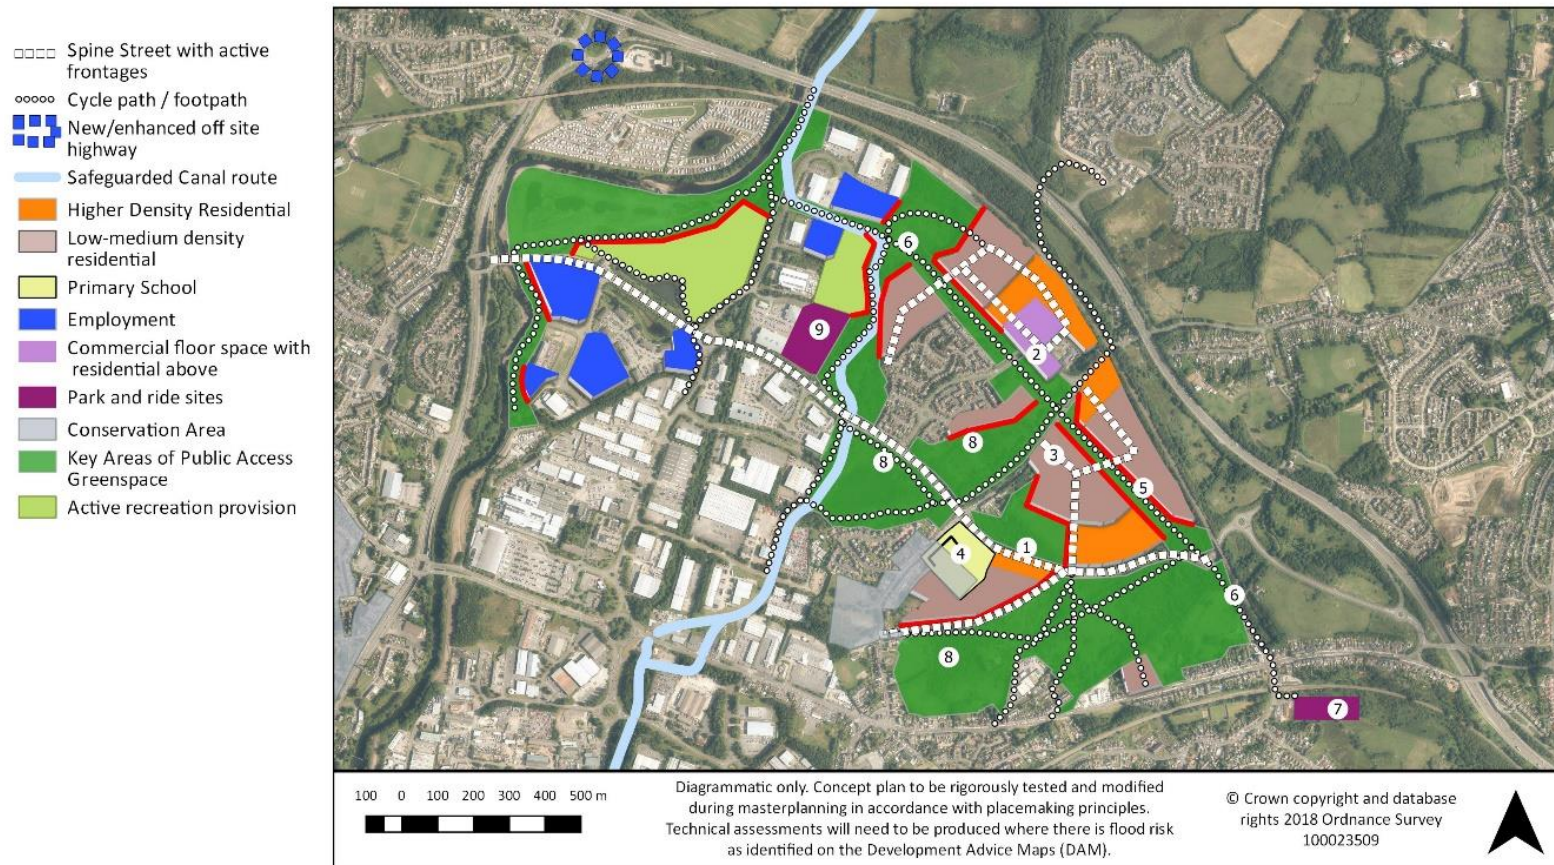 Spine Street with active
frontages
Cycle path / footpath
New/enhanced off site
highway
Safeguarded Canal route
Higher Density Residential
Low-medium density
residential
Primary School
Employment
Commercial floor space with
residential above
Park and ride sites
Conservation Area
Key Areas of Public Access
Greenspace
Active recreation provision
6
9
2
8
8
3
5
1
4
6
8
7
100 0 100 200 300 400 500 m
Diagrammatic only. Concept plan to be rigorously tested and modified
during masterplanning in accordance with placemaking principles.
Technical assessments will need to be produced where there is flood risk
as identified on the Development Advice Maps (DAM).
© Crown copyright and database
rights 2018 Ordnance Survey
100023509